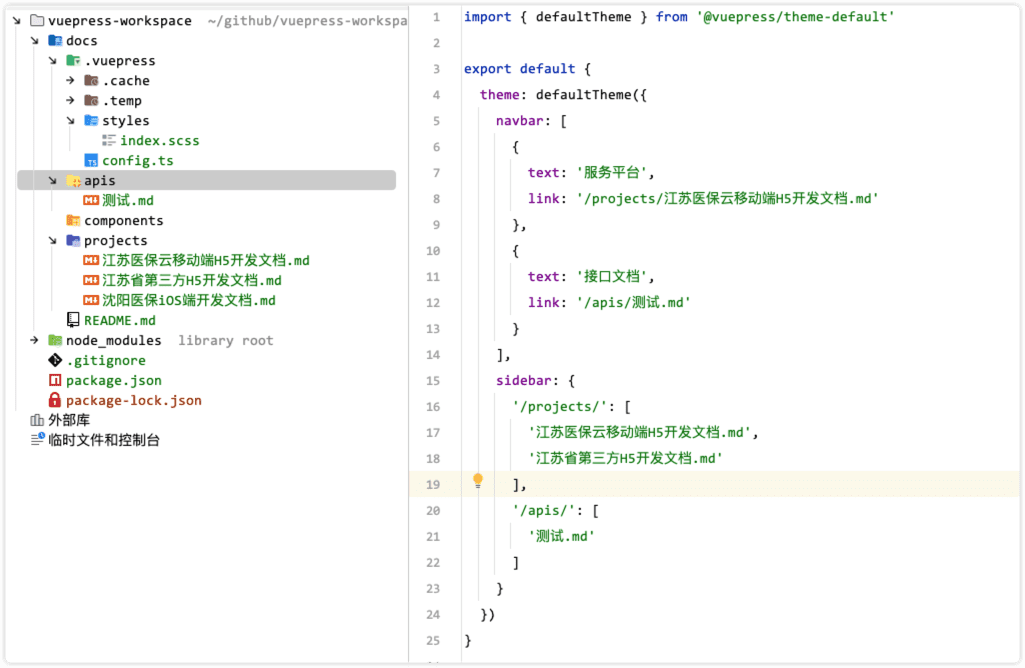 vuepress-workspace ~/github/vuepress-workspa
docs
.vuepress
.cache
.temp
styles
index.scss
TS config.ts
apis
测试.md
components
projects
江苏医保云移动端H5开发文档.md
江苏省第三方H5开发文档.md
沈阳医保iOS端开发文档.md
README.md
node_modules library root
.gitignore
package.json
package-lock.json
外部库
临时文件和控制台
1 import { defaultTheme } from '@vuepress/theme-default'
2
3 export default {
4 theme: defaultTheme({
5 navbar: [
6 {
7 text: '服务平台',
8 link: '/projects/江苏医保云移动端H5开发文档.md'
9 },
10 {
11 text: '接口文档',
12 link: '/apis/测试.md'
13 }
14 ],
15 sidebar: {
16 '/projects/': [
17 '江苏医保云移动端H5开发文档.md',
18 '江苏省第三方H5开发文档.md'
19 ],
20 '/apis/': [
21 '测试.md'
22 ]
23 }
24 })
25 }